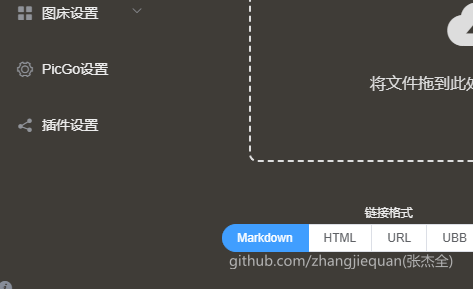 图床设置
PicGo设置
插件设置
将文件拖到此处
链接格式
Markdown HTML URL UBB
github.com/zhangjiequan(张杰全)